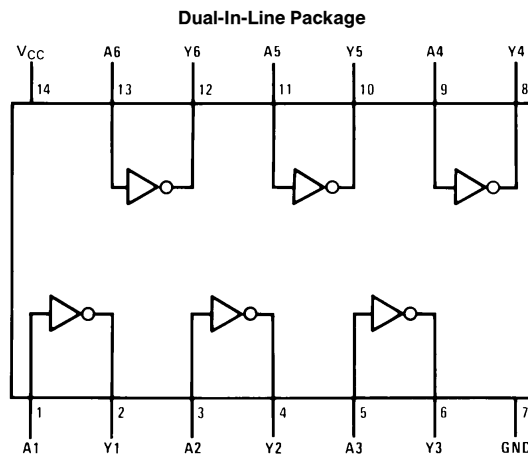 Dual-In-Line Package
VCC A6 Y6 A5 Y5 A4 Y4
14 13 12 11 10 9 8
1 2 3 4 5 6 7
A1 Y1 A2 Y2 A3 Y3 GND